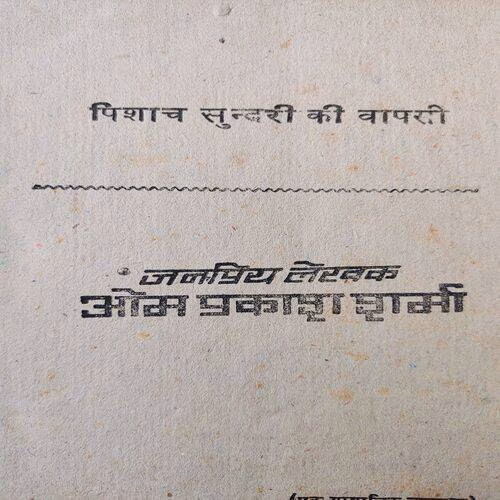 पिशाच सुन्दरी की वापसी
जनप्रिय लेखक
ओम प्रकाश शर्मा